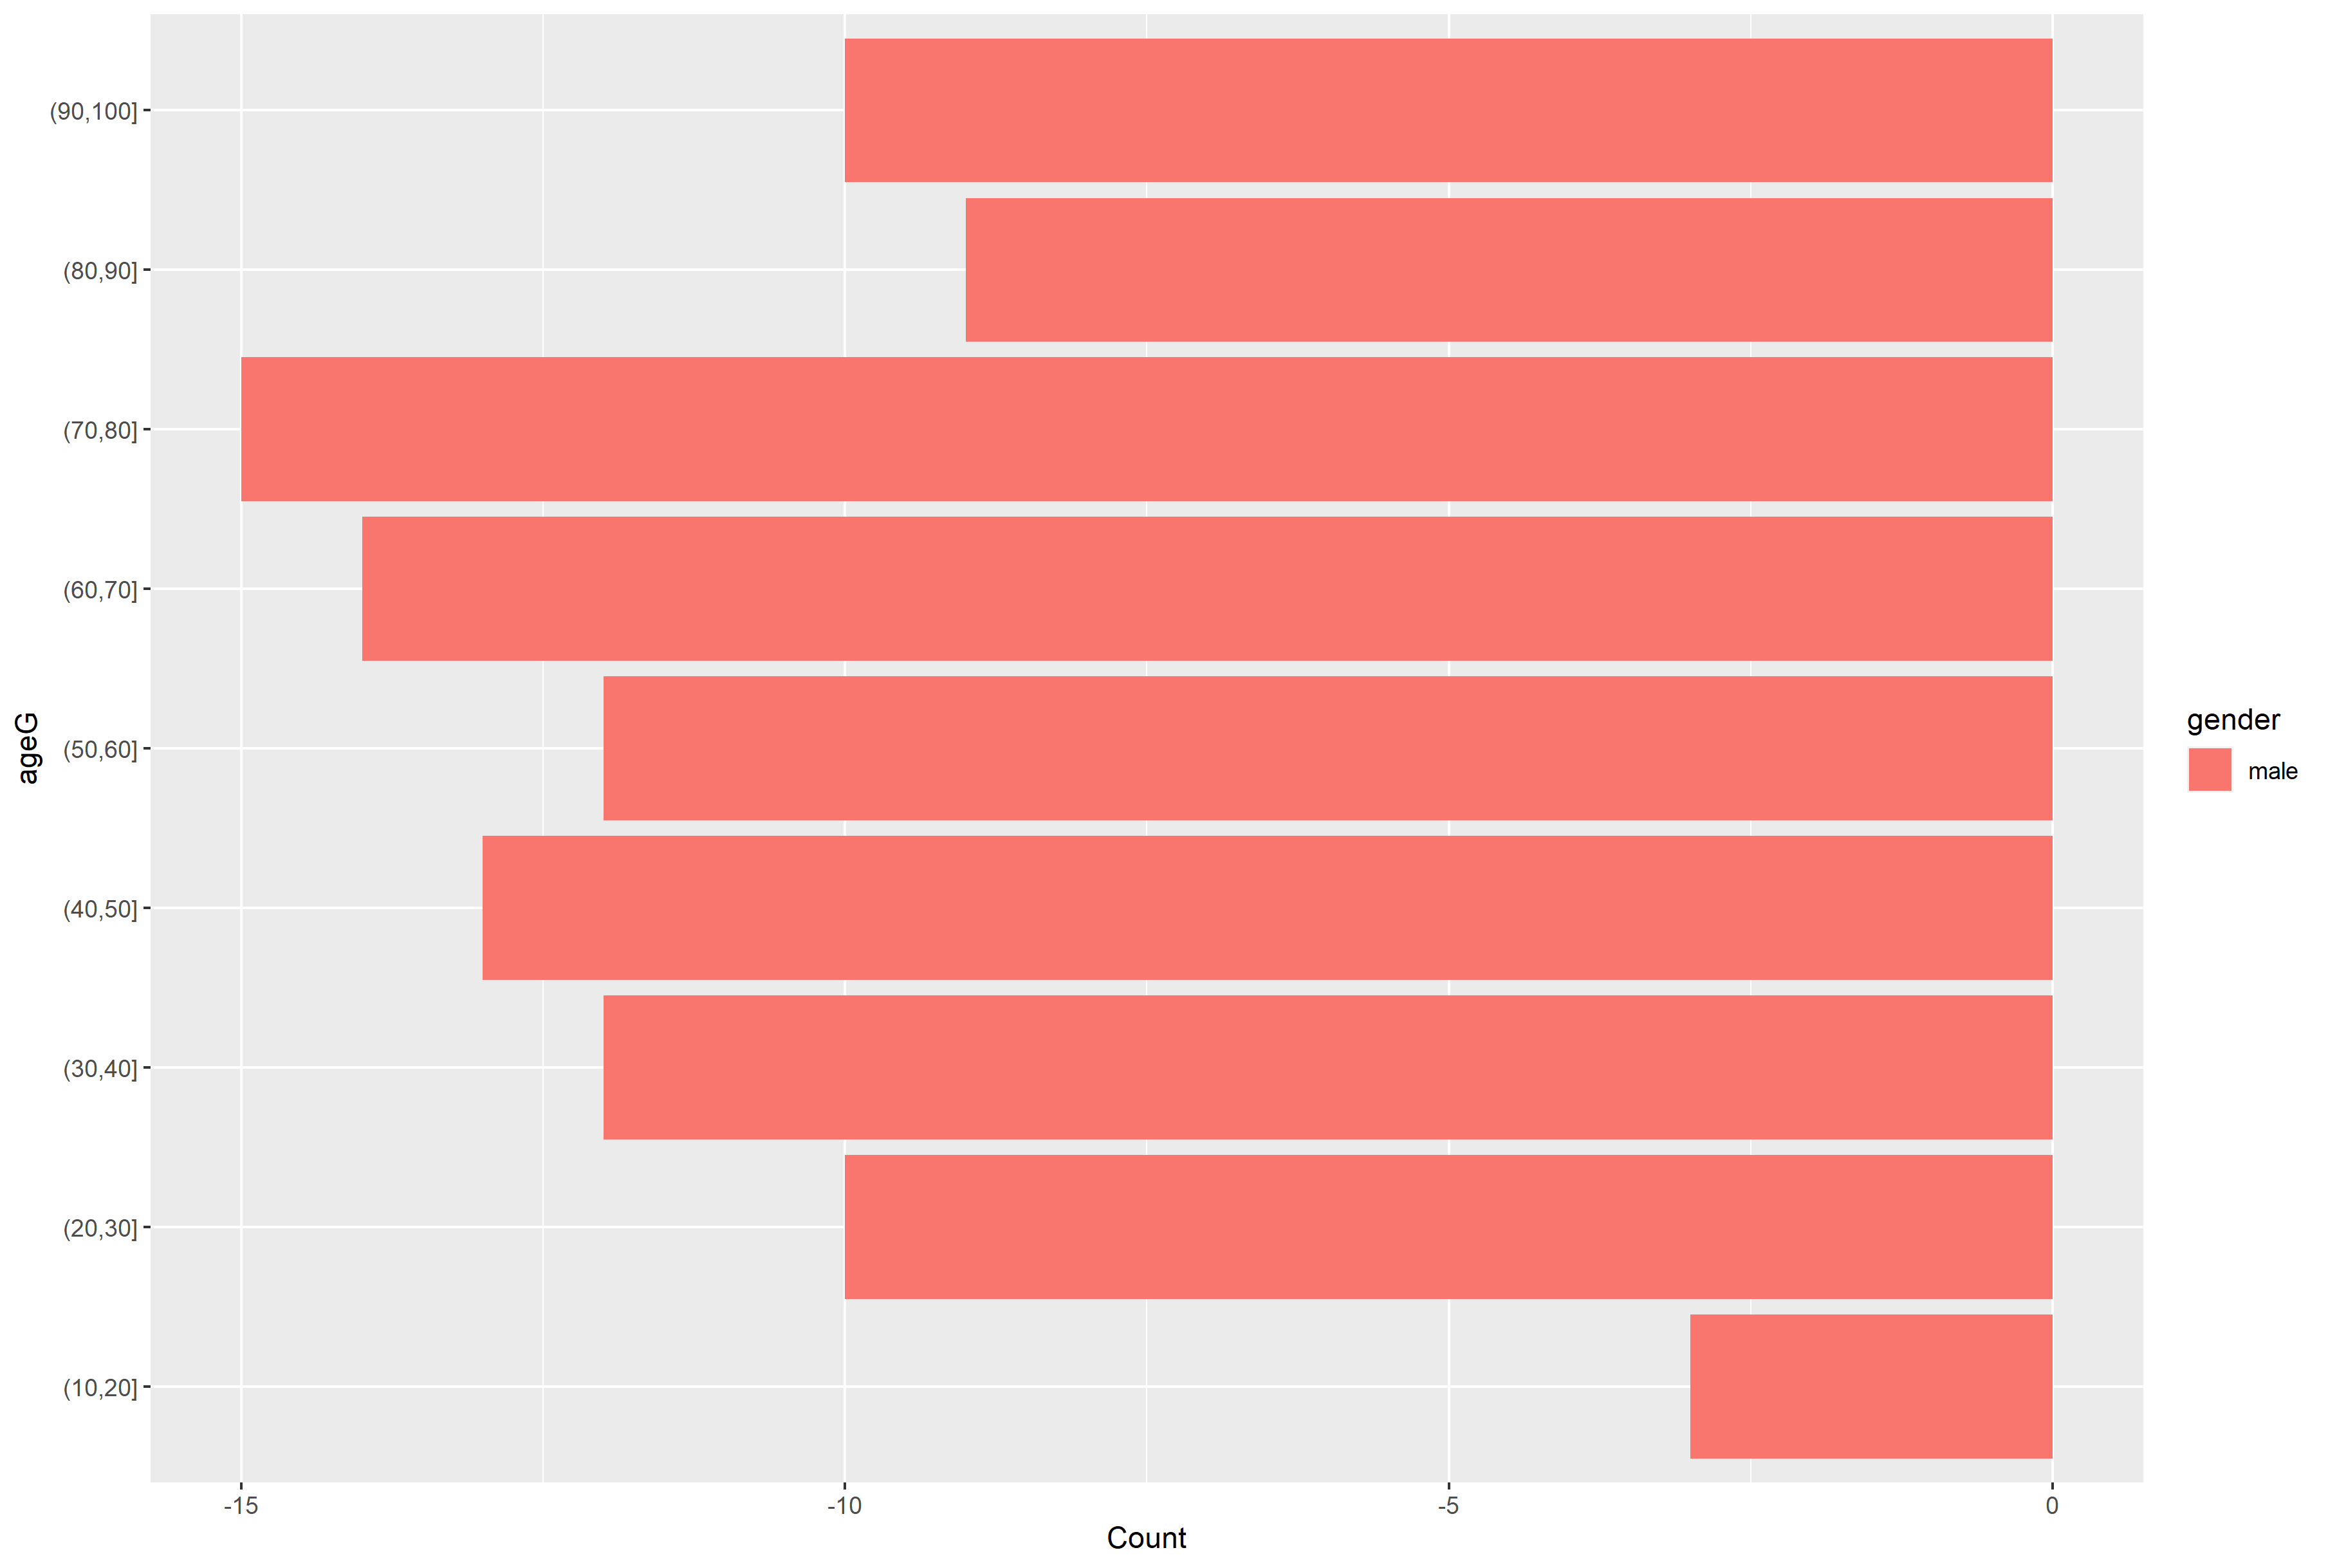 (90,100]
(80,90]
(70,80]
(60,70]
(50,60]
(40,50]
(30,40]
(20,30]
(10,20]
ageG
-15 -10 -5 0
Count
gender
male